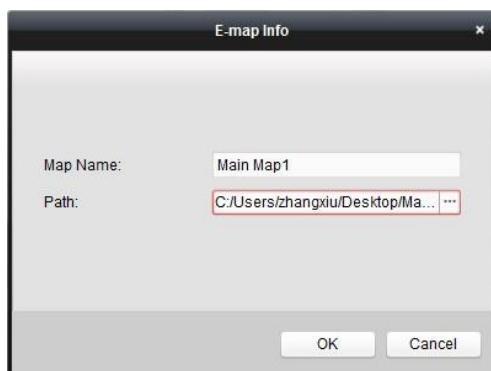 E-map Info
Map Name: Main Map1
Path: C:/Users/zhangxiu/Desktop/Ma... ...
OK Cancel